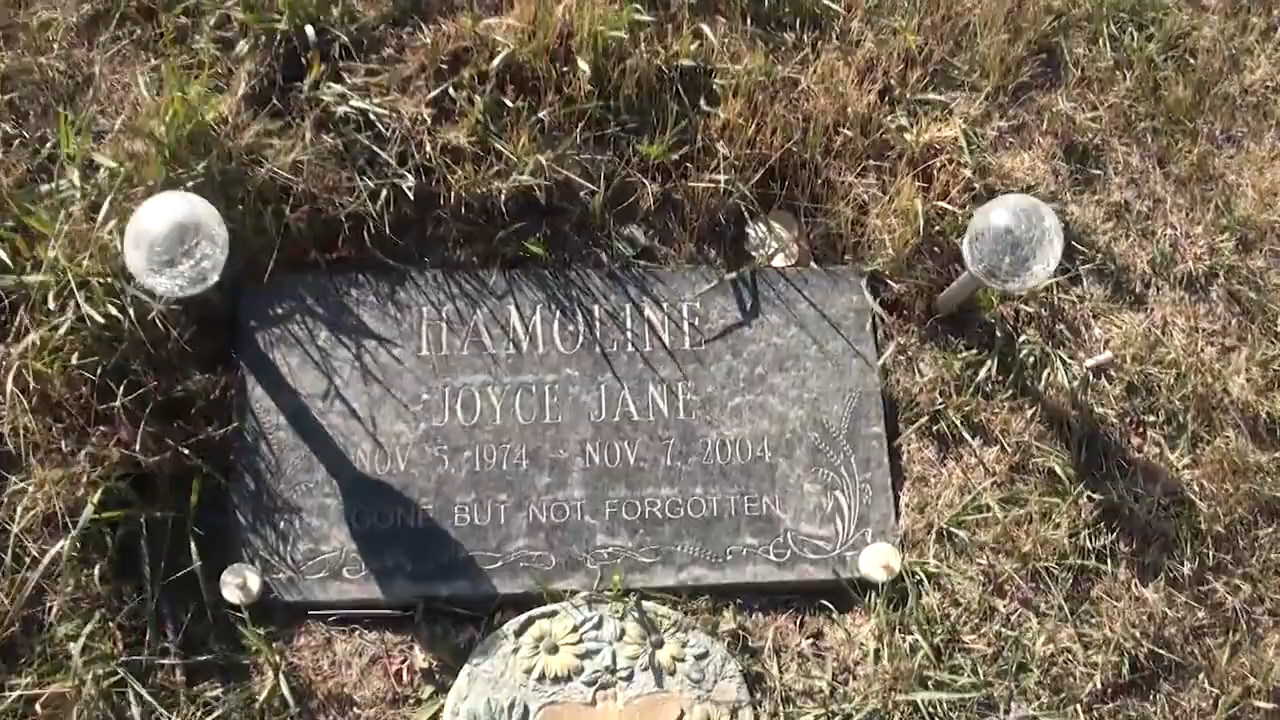 HAMOLINE
JOYCE JANE
NOV 5, 1974 - NOV. 7, 2004
GONE BUT NOT FORGOTTEN